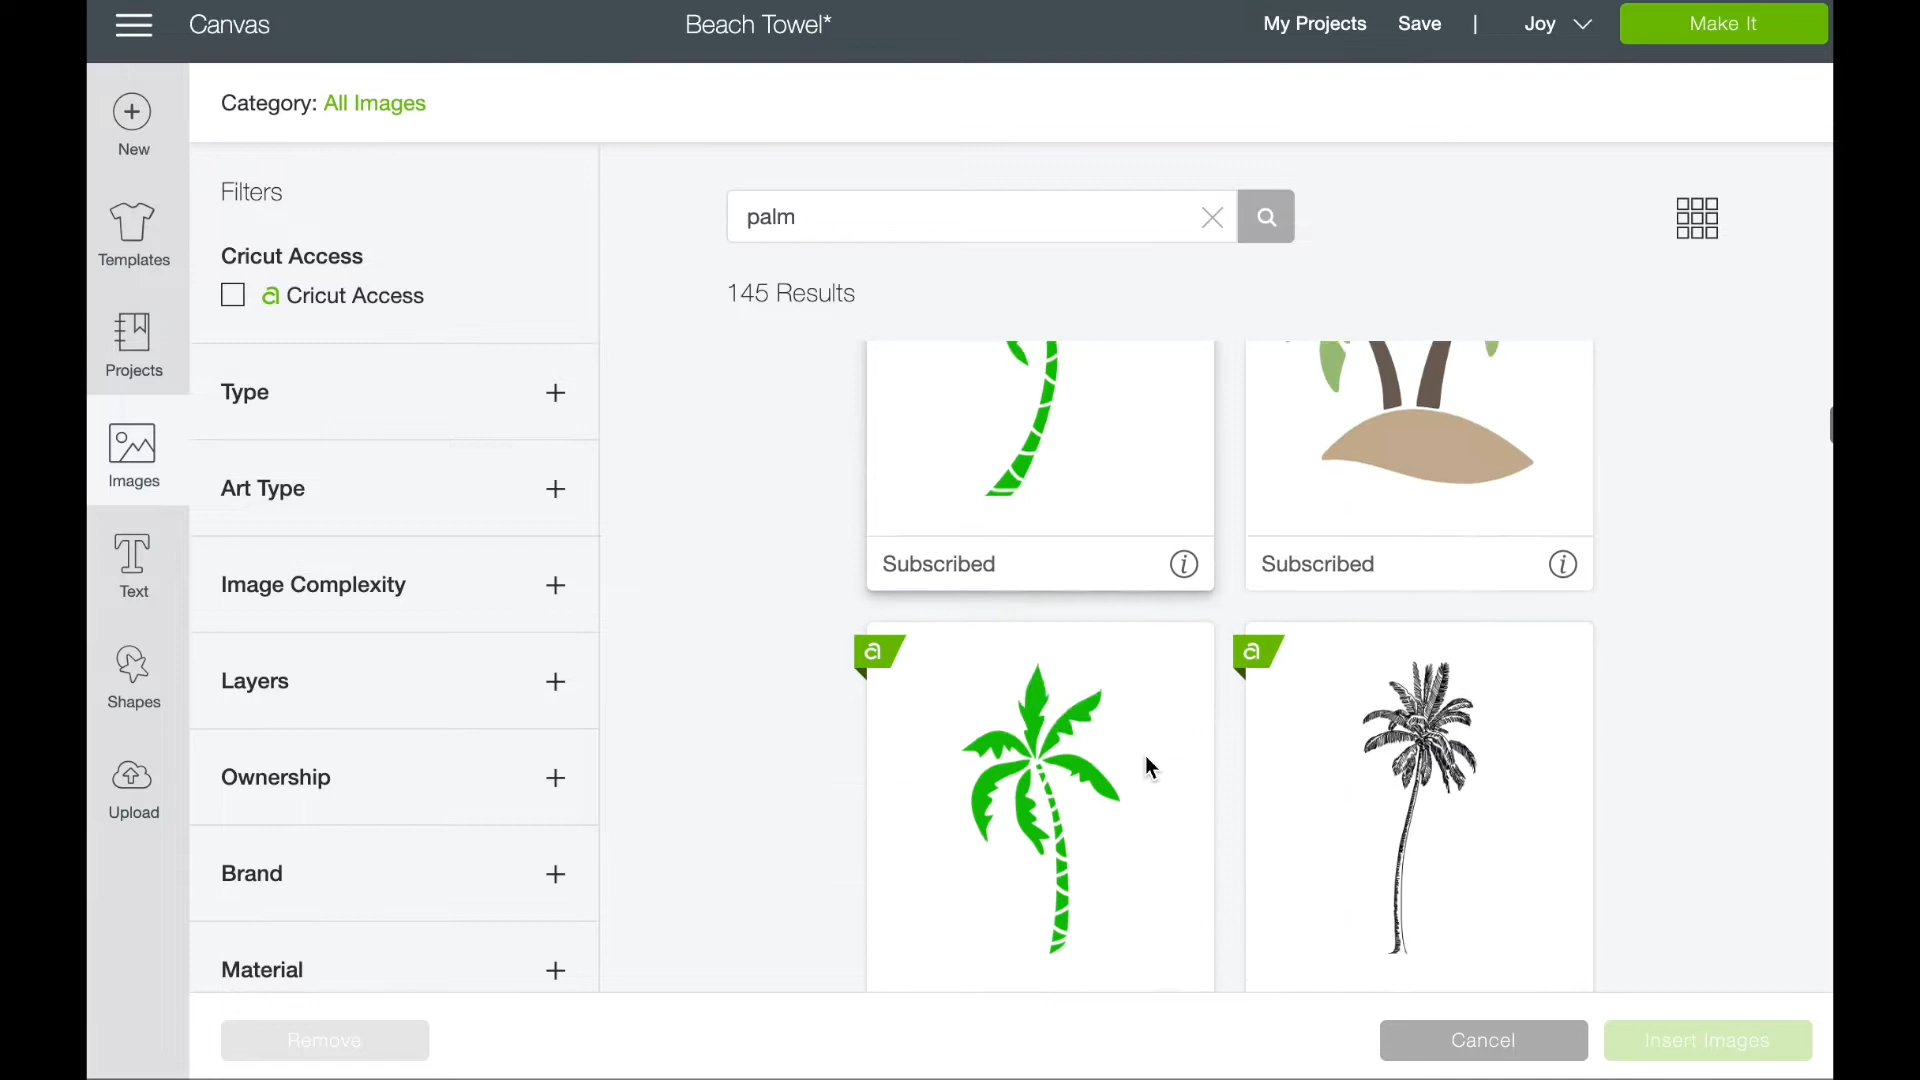 Canvas
Beach Towel*
My Projects
Save
|
Joy
Make It
New
Templates
Projects
Images
Text
Shapes
Upload
Category: All Images
Filters
Cricut Access
a Cricut Access
Type
Art Type
Image Complexity
Layers
Ownership
Brand
Material
palm
145 Results
Subscribed
Subscribed
a
a
Remove
Cancel
Insert Images